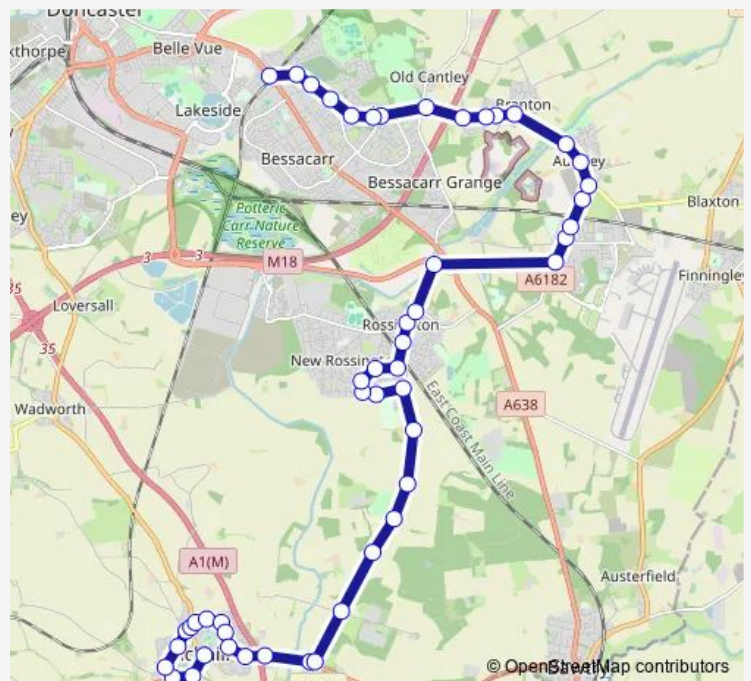 Doncaster
Belle Vue
Old Cantley
Lakeside
Branton
Bessacarr
Bessacarr Grange
Blaxton
Potteric
Carr Nature
Reserve
3
3
M18
A6182
Finningley
35
Loversall
35
New Rossington
East Coast Main Line
A638
Wadworth
A1(M)
Austerfield
© OpenStreetMap contributors